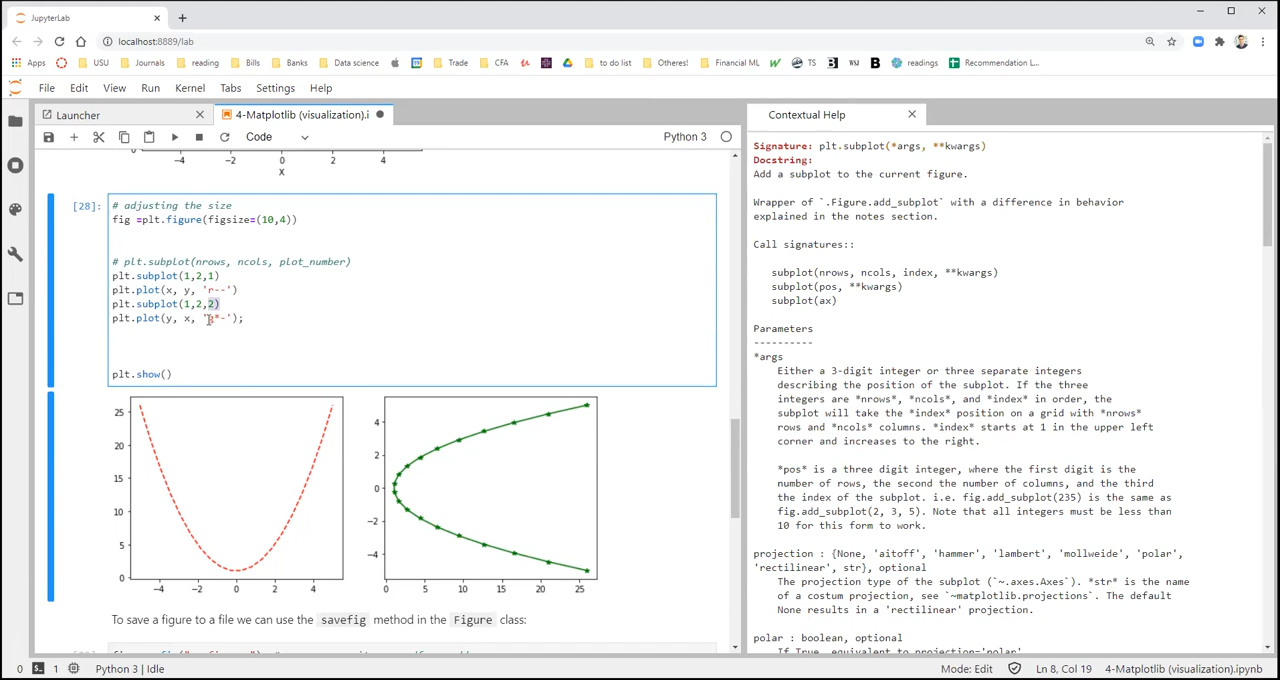 JupyterLab
localhost:8889/lab
Apps USU Journals reading Bills Banks Data science Trade CFA to do list Otheres! Financial ML TS WSJ readings Recommendation L...
File Edit View Run Kernel Tabs Settings Help
Launcher
4-Matplotlib (visualization).i
Contextual Help
Code
Python 3
0 −4 −2 0 2 4
X
[28]:
# adjusting the size
fig =plt.figure(figsize=(10,4))
# plt.subplot(nrows, ncols, plot_number)
plt.subplot(1,2,1)
plt.plot(x, y, 'r--')
plt.subplot(1,2,2)
plt.plot(y, x, 'g*-');
plt.show()
25
20
15
10
5
0
−4 −2 0 2 4
4
2
0
−2
−4
0 5 10 15 20 25
To save a figure to a file we can use the savefig method in the Figure class:
Signature: plt.subplot(*args, **kwargs)
Docstring:
Add a subplot to the current figure.
Wrapper of `.Figure.add_subplot` with a difference in behavior
explained in the notes section.
Call signatures::
subplot(nrows, ncols, index, **kwargs)
subplot(pos, **kwargs)
subplot(ax)
Parameters
----------
*args
Either a 3-digit integer or three separate integers
describing the position of the subplot. If the three
integers are *nrows*, *ncols*, and *index* in order, the
subplot will take the *index* position on a grid with *nrows*
rows and *ncols* columns. *index* starts at 1 in the upper left
corner and increases to the right.
*pos* is a three digit integer, where the first digit is the
number of rows, the second the number of columns, and the third
the index of the subplot. i.e. fig.add_subplot(235) is the same as
fig.add_subplot(2, 3, 5). Note that all integers must be less than
10 for this form to work.
projection : {None, 'aitoff', 'hammer', 'lambert', 'mollweide', 'polar',
'rectilinear', str}, optional
The projection type of the subplot (`~.axes.Axes`). *str* is the name
of a costum projection, see `~matplotlib.projections`. The default
None results in a 'rectilinear' projection.
polar : boolean, optional
If True, equivalent to projection='polar'.
0 1 Python 3 | Idle
Mode: Edit Ln 8, Col 19 4-Matplotlib (visualization).ipynb